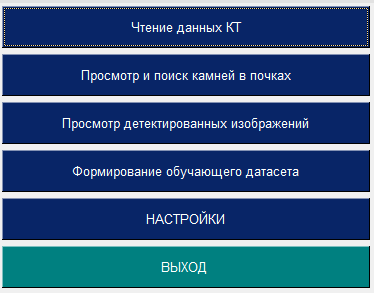 Чтение данных КТ
Просмотр и поиск камней в почках
Просмотр детектированных изображений
Формирование обучающего датасета
НАСТРОЙКИ
ВЫХОД